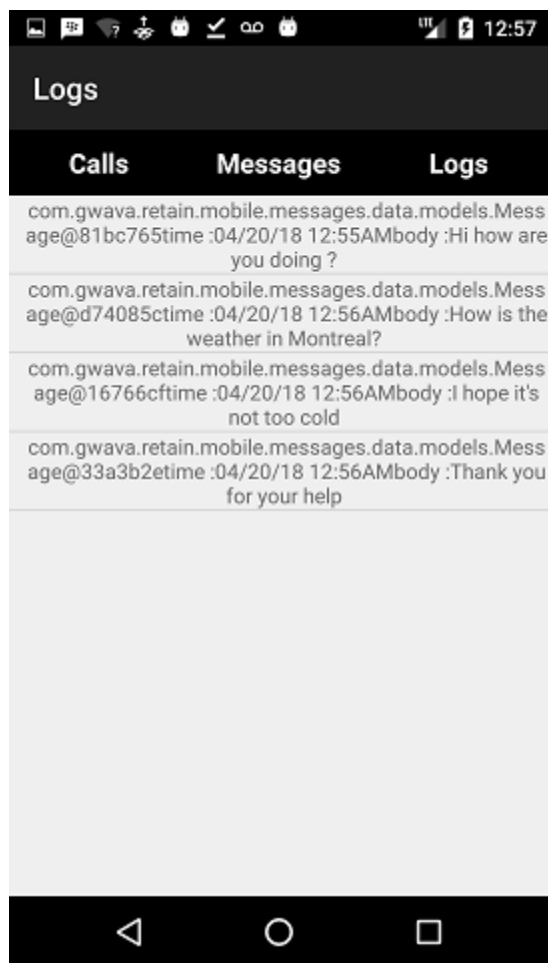 LTE 12:57
Logs
Calls Messages Logs
com.gwava.retain.mobile.messages.data.models.Mess
age@81bc765time :04/20/18 12:55AMbody :Hi how are
you doing ?
com.gwava.retain.mobile.messages.data.models.Mess
age@d74085ctime :04/20/18 12:56AMbody :How is the
weather in Montreal?
com.gwava.retain.mobile.messages.data.models.Mess
age@16766cftime :04/20/18 12:56AMbody :I hope it's
not too cold
com.gwava.retain.mobile.messages.data.models.Mess
age@33a3b2etime :04/20/18 12:56AMbody :Thank you
for your help